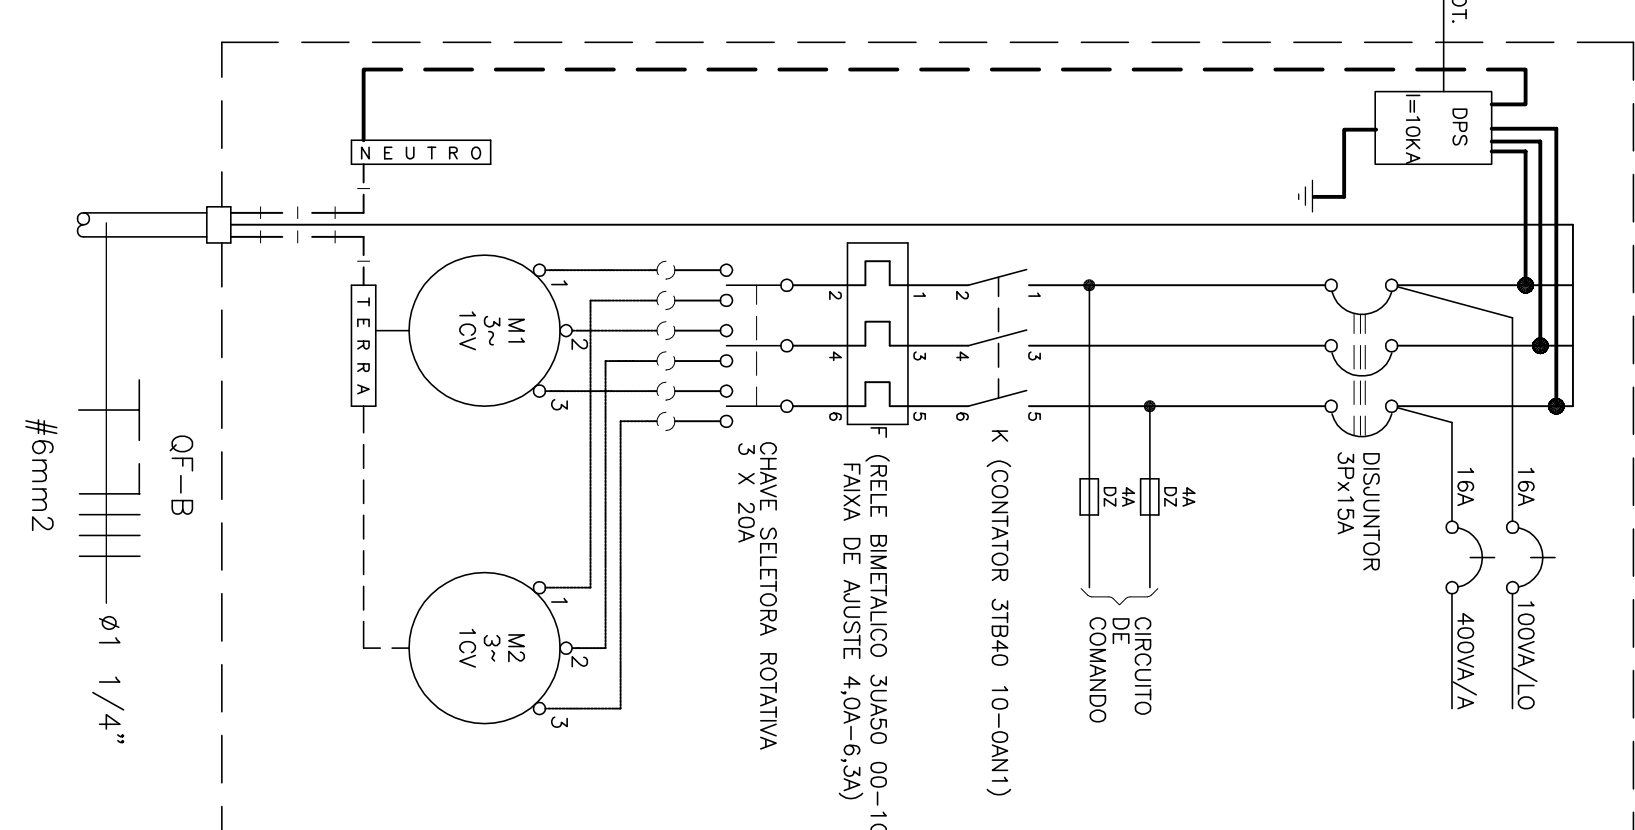 OT.
DPS
I=10KA
NEUTRO
TERRA
M1
3~
1CV
1
2
3
M2
3~
1CV
1
2
3
2
4
6
1
3
5
2
4
6
1
3
5
CHAVE SELETORA ROTATIVA
3 X 20A
F (RELE BIMETALICO 3UA50 00-10
FAIXA DE AJUSTE 4,0A-6,3A)
K (CONTATOR 3TB40 10-0AN1)
4A
DZ
4A
DZ
CIRCUITO
DE
COMANDO
DISJUNTOR
3Px15A
16A
100VA/LO
16A
400VA/A
QF-B
#6mm2
ø1 1/4"